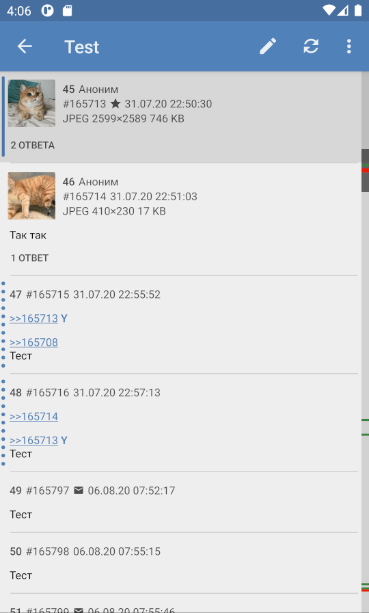 4:06
Test
45 Аноним
#165713 ★ 31.07.20 22:50:30
JPEG 2599×2589 746 KB
2 ОТВЕТА
46 Аноним
#165714 31.07.20 22:51:03
JPEG 410×230 17 KB
Так так
1 ОТВЕТ
47 #165715 31.07.20 22:55:52
>>165713 Y
>>165708
Тест
48 #165716 31.07.20 22:57:13
>>165714
>>165713 Y
Тест
49 #165797 06.08.20 07:52:17
Тест
50 #165798 06.08.20 07:55:15
Тест
51 #165799 06.08.20 07:55:46